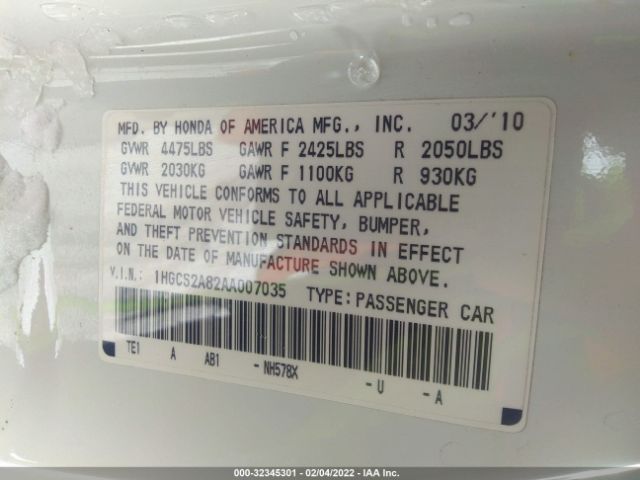 MFD. BY HONDA OF AMERICA MFG., INC. 03/'10
GVWR 4475LBS GAWR F 2425LBS R 2050LBS
GVWR 2030KG GAWR F 1100KG R 930KG
THIS VEHICLE CONFORMS TO ALL APPLICABLE
FEDERAL MOTOR VEHICLE SAFETY, BUMPER,
AND THEFT PREVENTION STANDARDS IN EFFECT
ON THE DATE OF MANUFACTURE SHOWN ABOVE.
V.I.N.: 1HGCS2A82AA007035 TYPE:PASSENGER CAR
TE1 A AB1 - NH578X - U - A
000-32345301 - 02/04/2022 - IAA Inc.